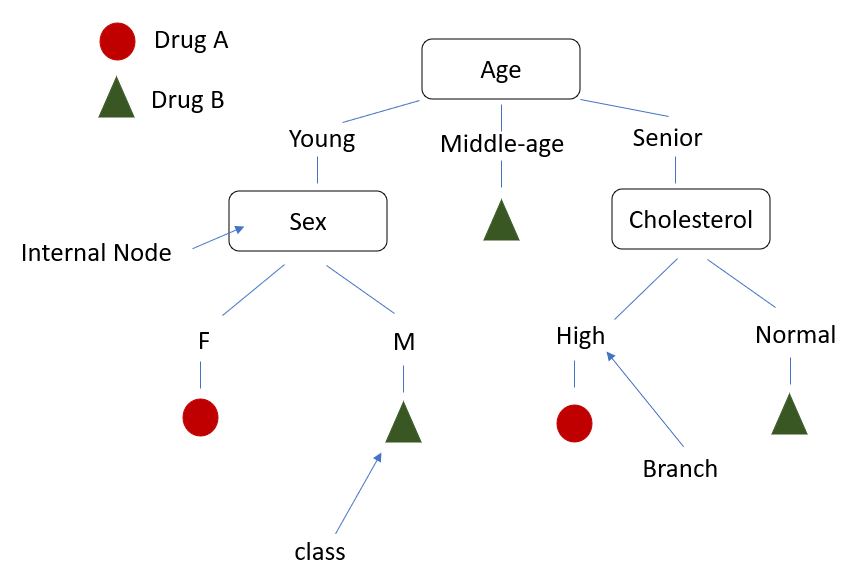 Drug A
Drug B
Age
Young
Middle-age
Senior
Sex
Cholesterol
Internal Node
F
M
High
Normal
Branch
class